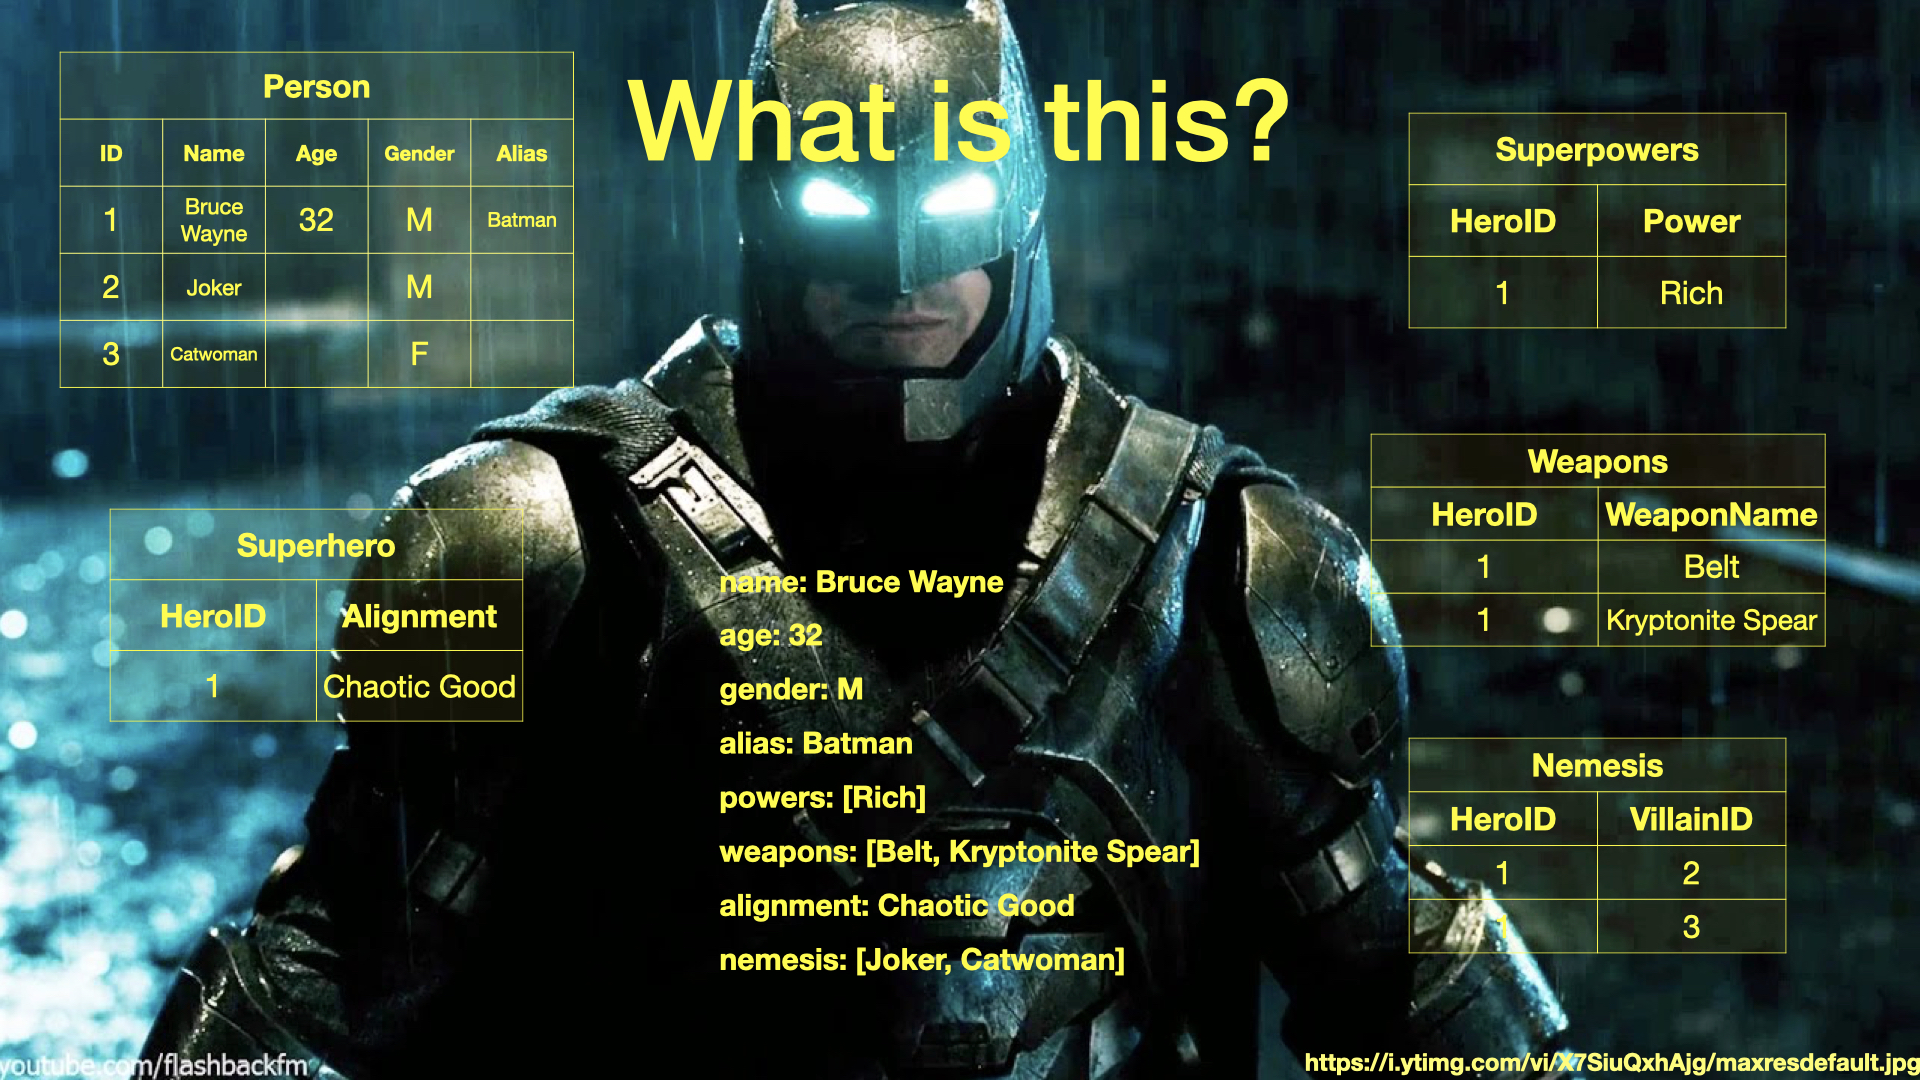 What is this?
Person
ID Name Age Gender Alias
1 Bruce Wayne 32 M Batman
2 Joker M
3 Catwoman F
Superhero
HeroID Alignment
1 Chaotic Good
name: Bruce Wayne
age: 32
gender: M
alias: Batman
powers: [Rich]
weapons: [Belt, Kryptonite Spear]
alignment: Chaotic Good
nemesis: [Joker, Catwoman]
Superpowers
HeroID Power
1 Rich
Weapons
HeroID WeaponName
1 Belt
1 Kryptonite Spear
Nemesis
HeroID VillainID
1 2
1 3
youtube.com/flashbackfm
https://i.ytimg.com/vi/X7SiuQxhAjg/maxresdefault.jpg